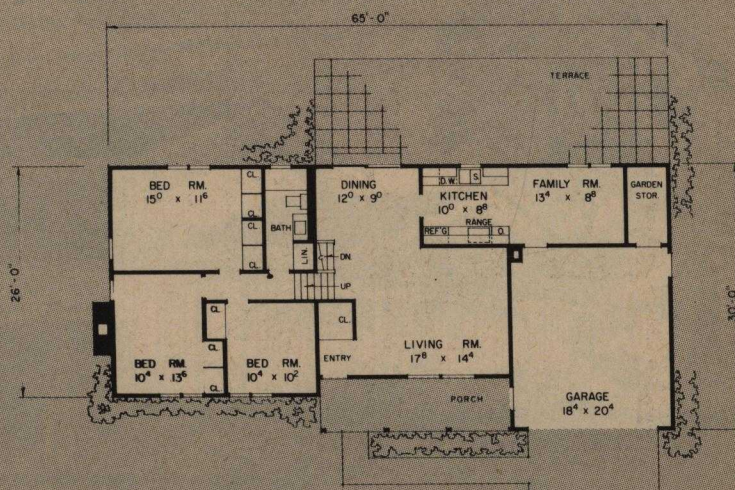 65'-0"
TERRACE
BED RM.
15⁰ x 11⁶
CL
CL
CL
CL
BATH
LIN.
DINING
12⁰ x 9⁰
D.W.
S.
KITCHEN
10⁰ x 8⁸
RANGE
REF'G
O.
FAMILY RM.
13⁴ x 8⁸
GARDEN
STOR.
DN.
UP
26'-0"
30'-0"
BED RM.
10⁴ x 13⁶
CL
CL
CL
BED RM.
10⁴ x 10²
CL.
ENTRY
LIVING RM.
17⁸ x 14⁴
PORCH
GARAGE
18⁴ x 20⁴